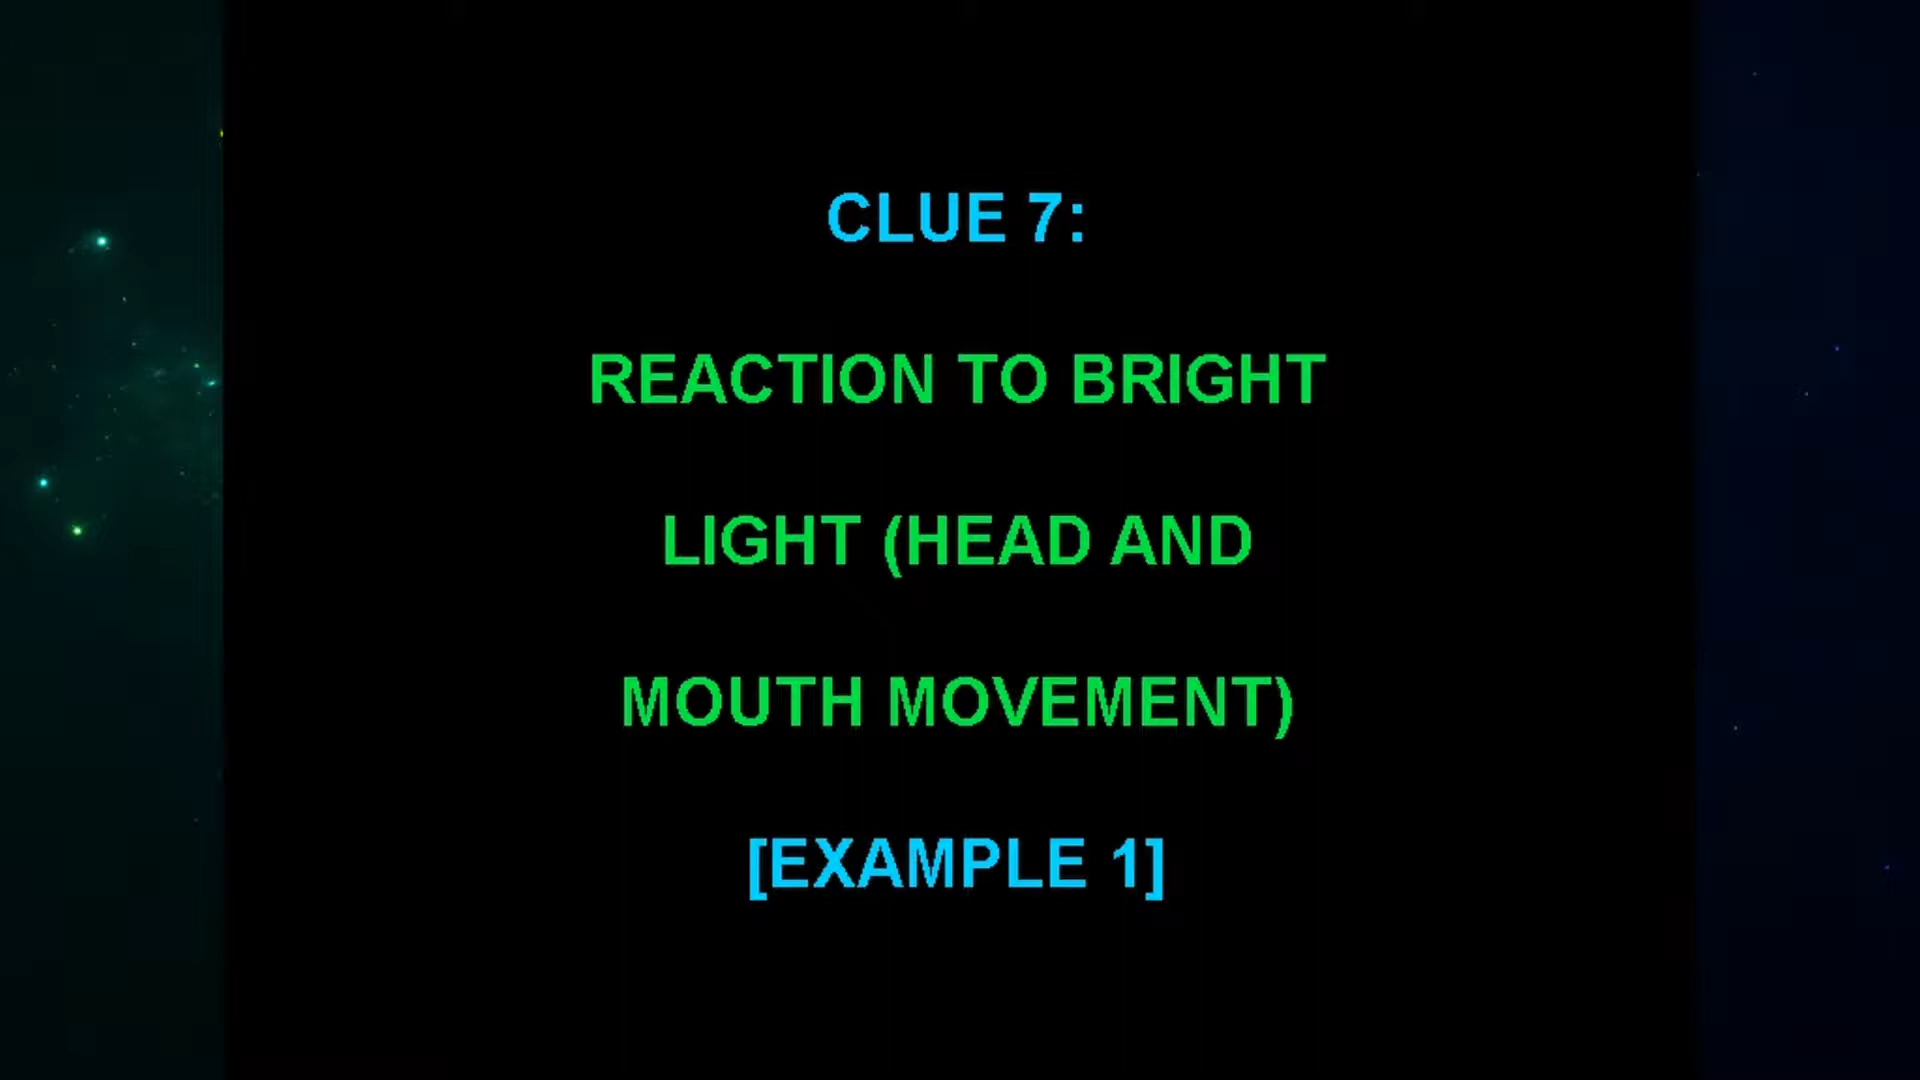 CLUE 7:
REACTION TO BRIGHT
LIGHT (HEAD AND
MOUTH MOVEMENT)
[EXAMPLE 1]